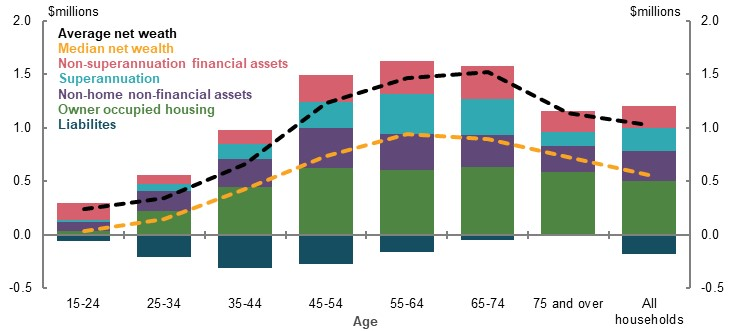 $millions
$millions
2.0
2.0
Average net weath
Median net wealth
Non-superannuation financial assets
Superannuation
Non-home non-financial assets
Owner occupied housing
Liabilites
1.5
1.5
1.0
1.0
0.5
0.5
0.0
0.0
-0.5
-0.5
15-24
25-34
35-44
45-54
55-64
65-74
75 and over
All
households
Age